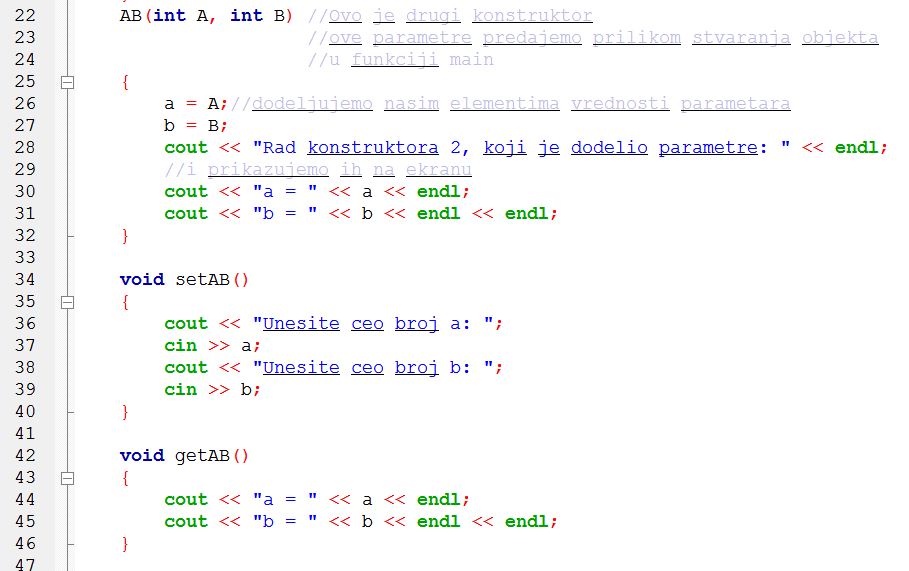 22 AB(int A, int B) //Ovo je drugi konstruktor
23 //ove parametre predajemo prilikom stvaranja objekta
24 //u funkciji main
25 {
26 a = A;//dodeljujemo nasim elementima vrednosti parametara
27 b = B;
28 cout << "Rad konstruktora 2, koji je dodelio parametre: " << endl;
29 //i prikazujemo ih na ekranu
30 cout << "a = " << a << endl;
31 cout << "b = " << b << endl << endl;
32 }
33
34 void setAB()
35 {
36 cout << "Unesite ceo broj a: ";
37 cin >> a;
38 cout << "Unesite ceo broj b: ";
39 cin >> b;
40 }
41
42 void getAB()
43 {
44 cout << "a = " << a << endl;
45 cout << "b = " << b << endl << endl;
46 }
47